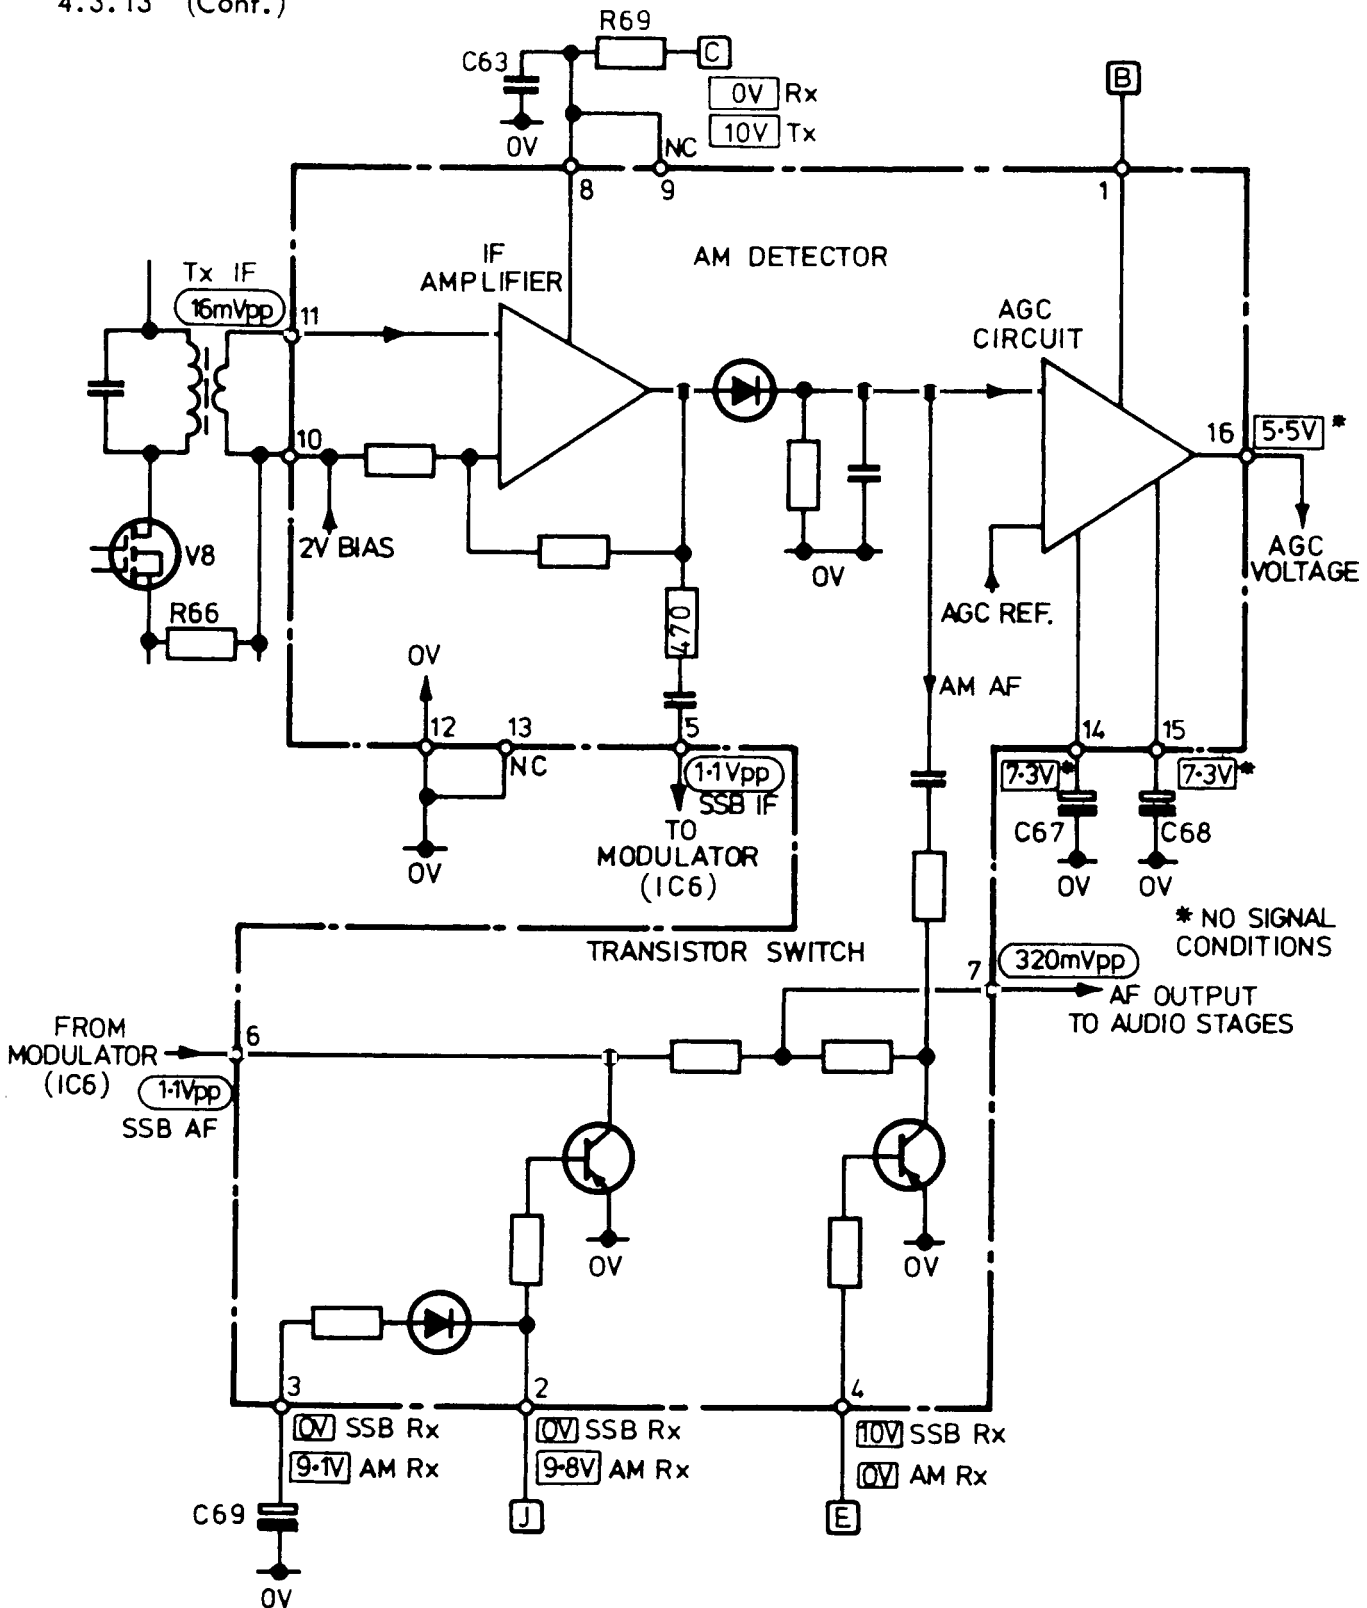 4.3.13 (Cont.)
R69
C
C63
0V Rx
10V Tx
0V
B
NC
8
9
1
IF
AMPLIFIER
AM DETECTOR
Tx IF
16mVpp
11
AGC
CIRCUIT
10
16
5·5V *
2V BIAS
V8
0V
AGC
VOLTAGE
R66
470
AGC REF.
0V
AM AF
12
13
NC
5
14
15
1·1Vpp
SSB IF
7·3V *
7·3V *
TO
MODULATOR
(IC6)
C67
C68
0V
0V
0V
* NO SIGNAL
CONDITIONS
TRANSISTOR SWITCH
7
320mVpp
AF OUTPUT
TO AUDIO STAGES
FROM
MODULATOR
(IC6)
6
1·1Vpp
SSB AF
0V
0V
3
2
4
0V SSB Rx
9·1V AM Rx
0V SSB Rx
9·8V AM Rx
10V SSB Rx
0V AM Rx
C69
J
E
0V